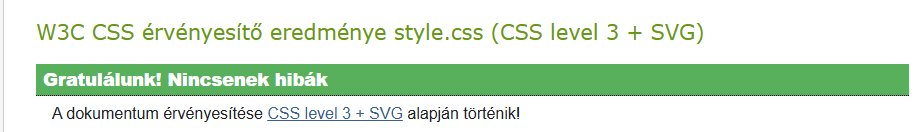 W3C CSS érvényesítő eredménye style.css (CSS level 3 + SVG)
Gratulálunk! Nincsenek hibák
A dokumentum érvényesítése CSS level 3 + SVG alapján történik!